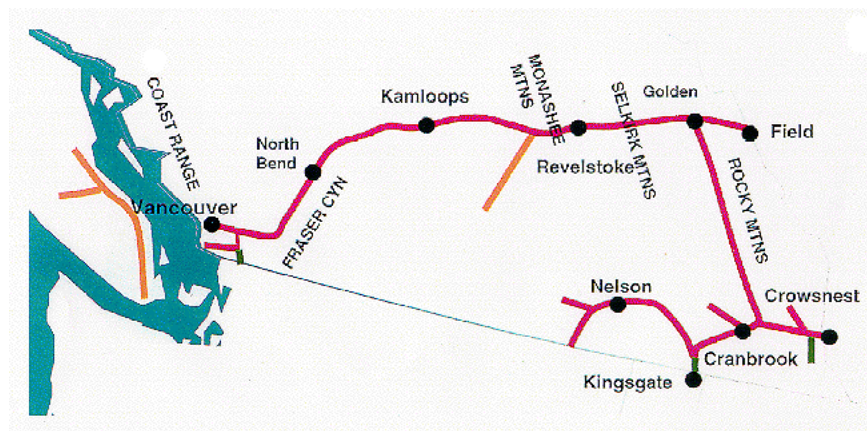 COAST RANGE
MONASHEE
MTNS
SELKIRK MTNS
Kamloops
Golden
North
Bend
Field
Revelstoke
Vancouver
FRASER CYN
ROCKY MTNS
Nelson
Crowsnest
Cranbrook
Kingsgate